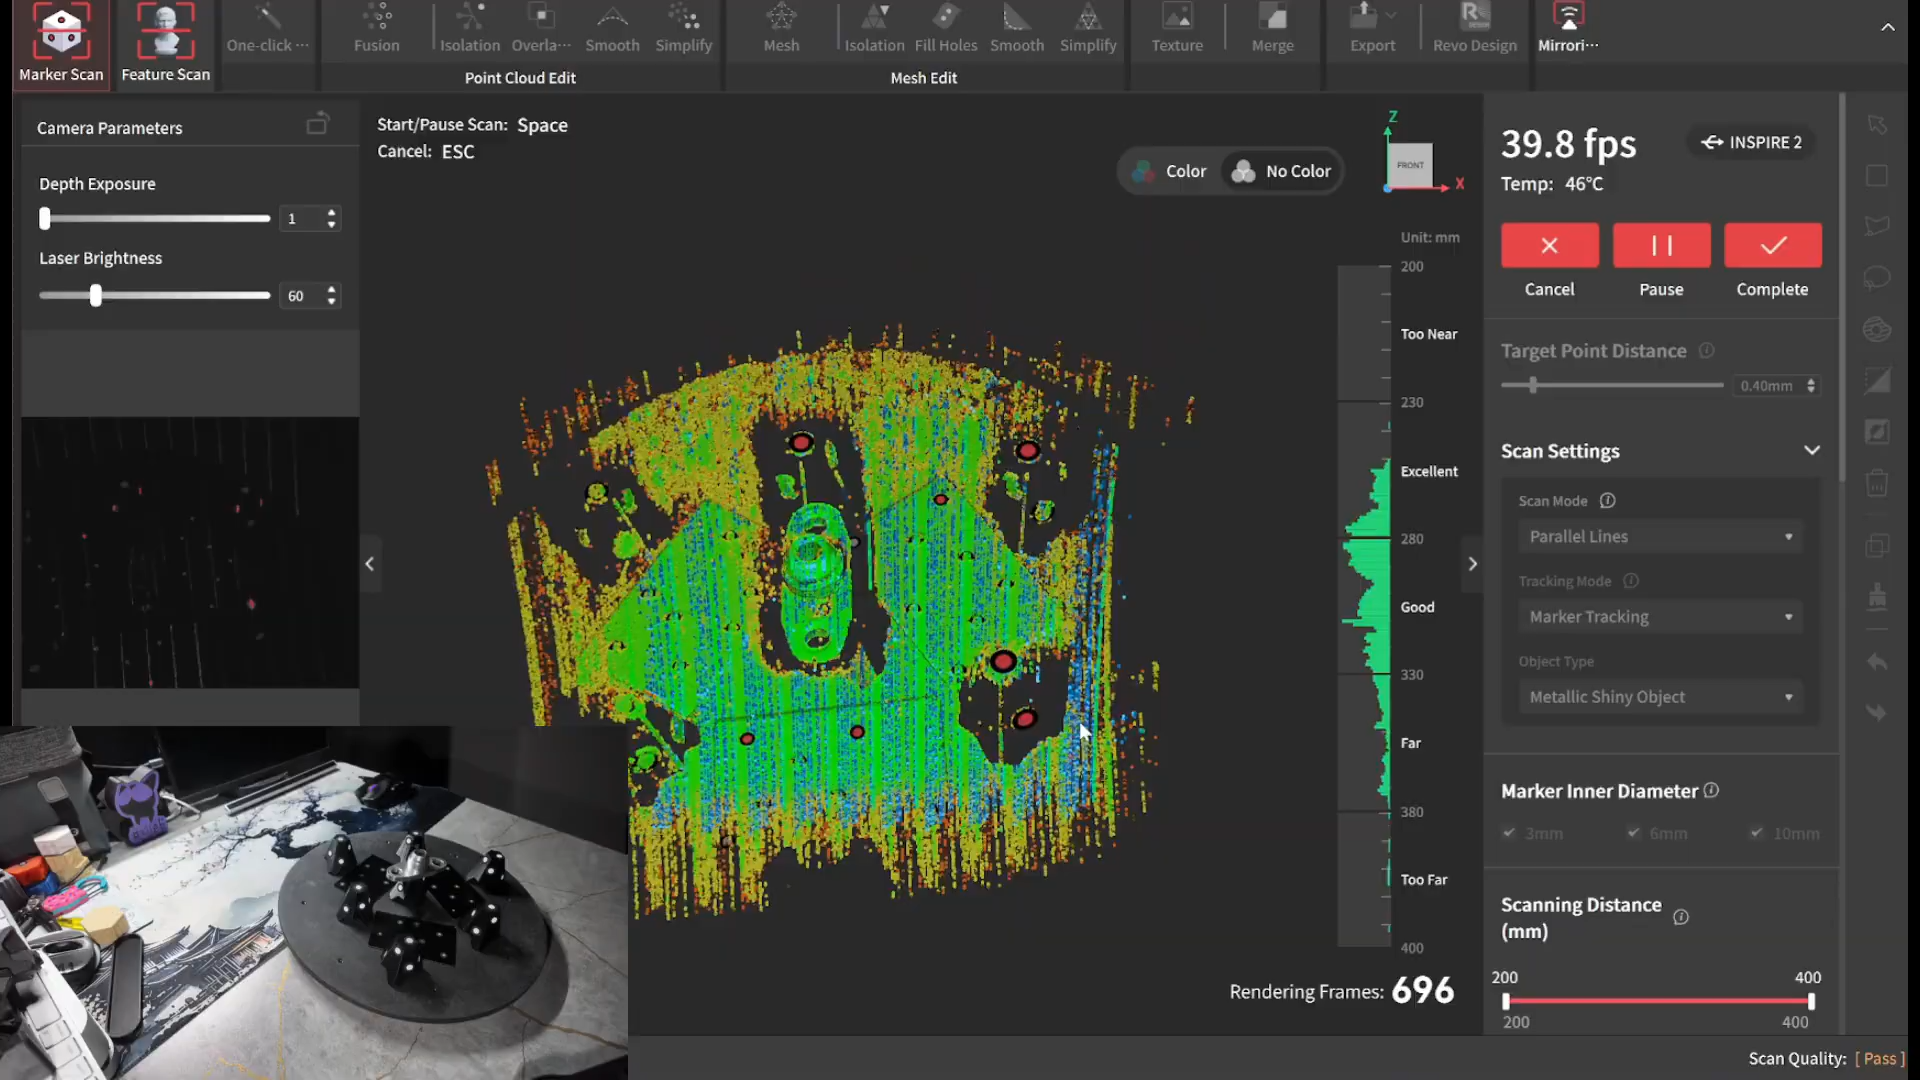 Marker Scan
Feature Scan
One-click ···
Fusion
Isolation
Overla···
Smooth
Simplify
Point Cloud Edit
Mesh
Isolation
Fill Holes
Smooth
Simplify
Mesh Edit
Texture
Merge
Export
Revo Design
Mirrori···
Camera Parameters
Depth Exposure
1
Laser Brightness
60
Start/Pause Scan: Space
Cancel: ESC
Color
No Color
Z
FRONT
X
Unit: mm
200
Too Near
230
Excellent
280
Good
330
Far
380
Too Far
400
Rendering Frames: 696
39.8 fps
INSPIRE 2
Temp: 46°C
Cancel
Pause
Complete
Target Point Distance
0.40mm
Scan Settings
Scan Mode
Parallel Lines
Tracking Mode
Marker Tracking
Object Type
Metallic Shiny Object
Marker Inner Diameter
3mm
6mm
10mm
Scanning Distance
(mm)
200
400
200
400
Scan Quality: [ Pass ]